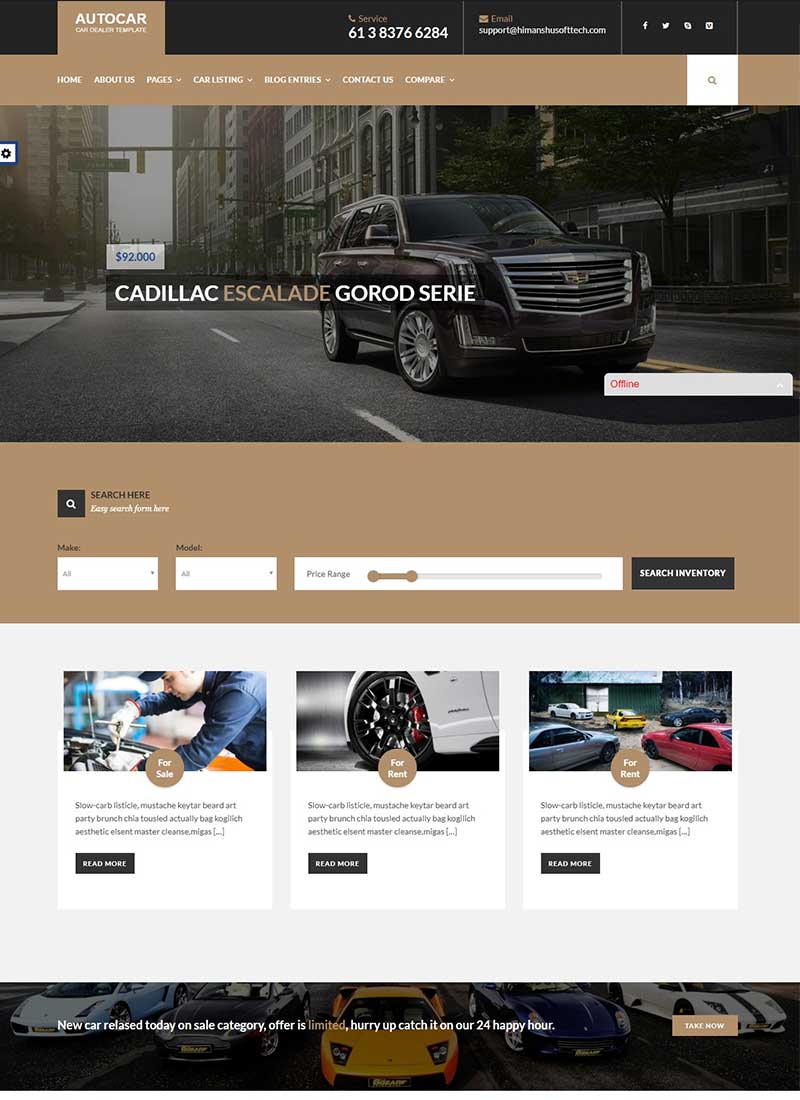 AUTOCAR
CAR DEALER TEMPLATE
Service
61 3 8376 6284
Email
support@himanshusofttech.com
HOME ABOUT US PAGES CAR LISTING BLOG ENTRIES CONTACT US COMPARE
$92.000
CADILLAC ESCALADE GOROD SERIE
Offline
SEARCH HERE
Easy search form here
Make: Model:
All All Price Range SEARCH INVENTORY
For Sale
Slow-carb listicle, mustache keytar beard art
party brunch chia tousled actually bag kogilich
aesthetic elsent master cleanse,migas [...]
READ MORE
For Rent
Slow-carb listicle, mustache keytar beard art
party brunch chia tousled actually bag kogilich
aesthetic elsent master cleanse,migas [...]
READ MORE
For Rent
Slow-carb listicle, mustache keytar beard art
party brunch chia tousled actually bag kogilich
aesthetic elsent master cleanse,migas [...]
READ MORE
New car relased today on sale category, offer is limited, hurry up catch it on our 24 happy hour.
TAKE NOW